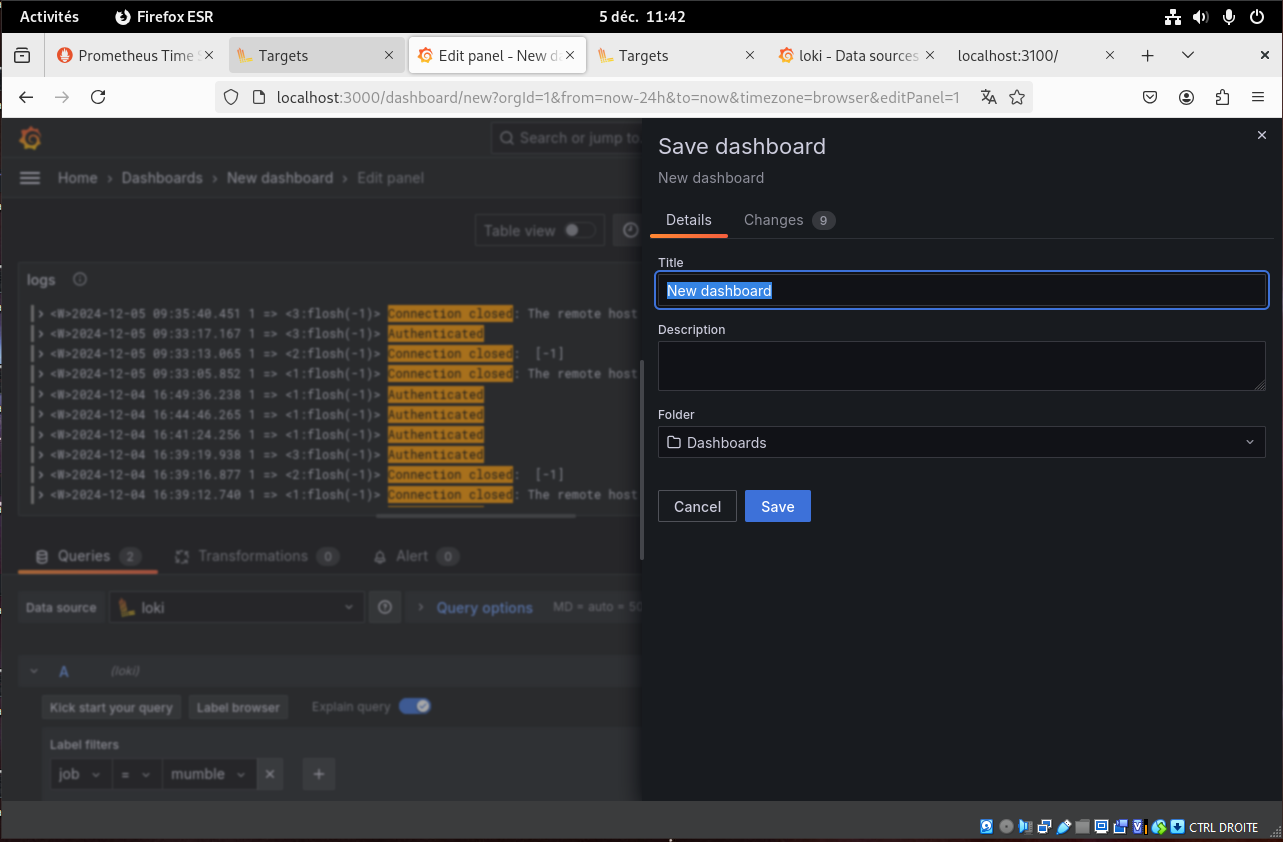 Activités
Firefox ESR
5 déc. 11:42
Prometheus Time S
Targets
Edit panel - New da
Targets
loki - Data sources
localhost:3100/
localhost:3000/dashboard/new?orgId=1&from=now-24h&to=now&timezone=browser&editPanel=1
Search or jump to.
Home › Dashboards › New dashboard › Edit panel
Table view
logs
<W>2024-12-05 09:35:40.451 1 => <3:flosh(-1)> Connection closed: The remote host
<W>2024-12-05 09:33:17.167 1 => <3:flosh(-1)> Authenticated
<W>2024-12-05 09:33:13.065 1 => <2:flosh(-1)> Connection closed: [-1]
<W>2024-12-05 09:33:05.852 1 => <1:flosh(-1)> Connection closed: The remote host
<W>2024-12-04 16:49:36.238 1 => <1:flosh(-1)> Authenticated
<W>2024-12-04 16:44:46.265 1 => <1:flosh(-1)> Authenticated
<W>2024-12-04 16:41:24.256 1 => <1:flosh(-1)> Authenticated
<W>2024-12-04 16:39:19.938 1 => <3:flosh(-1)> Authenticated
<W>2024-12-04 16:39:16.877 1 => <2:flosh(-1)> Connection closed: [-1]
<W>2024-12-04 16:39:12.740 1 => <1:flosh(-1)> Connection closed: The remote host
Queries 2
Transformations 0
Alert 0
Data source
loki
Query options
MD = auto = 50
A
(loki)
Kick start your query
Label browser
Explain query
Label filters
job
=
mumble
Save dashboard
New dashboard
Details
Changes 9
Title
New dashboard
Description
Folder
Dashboards
Cancel
Save
CTRL DROITE